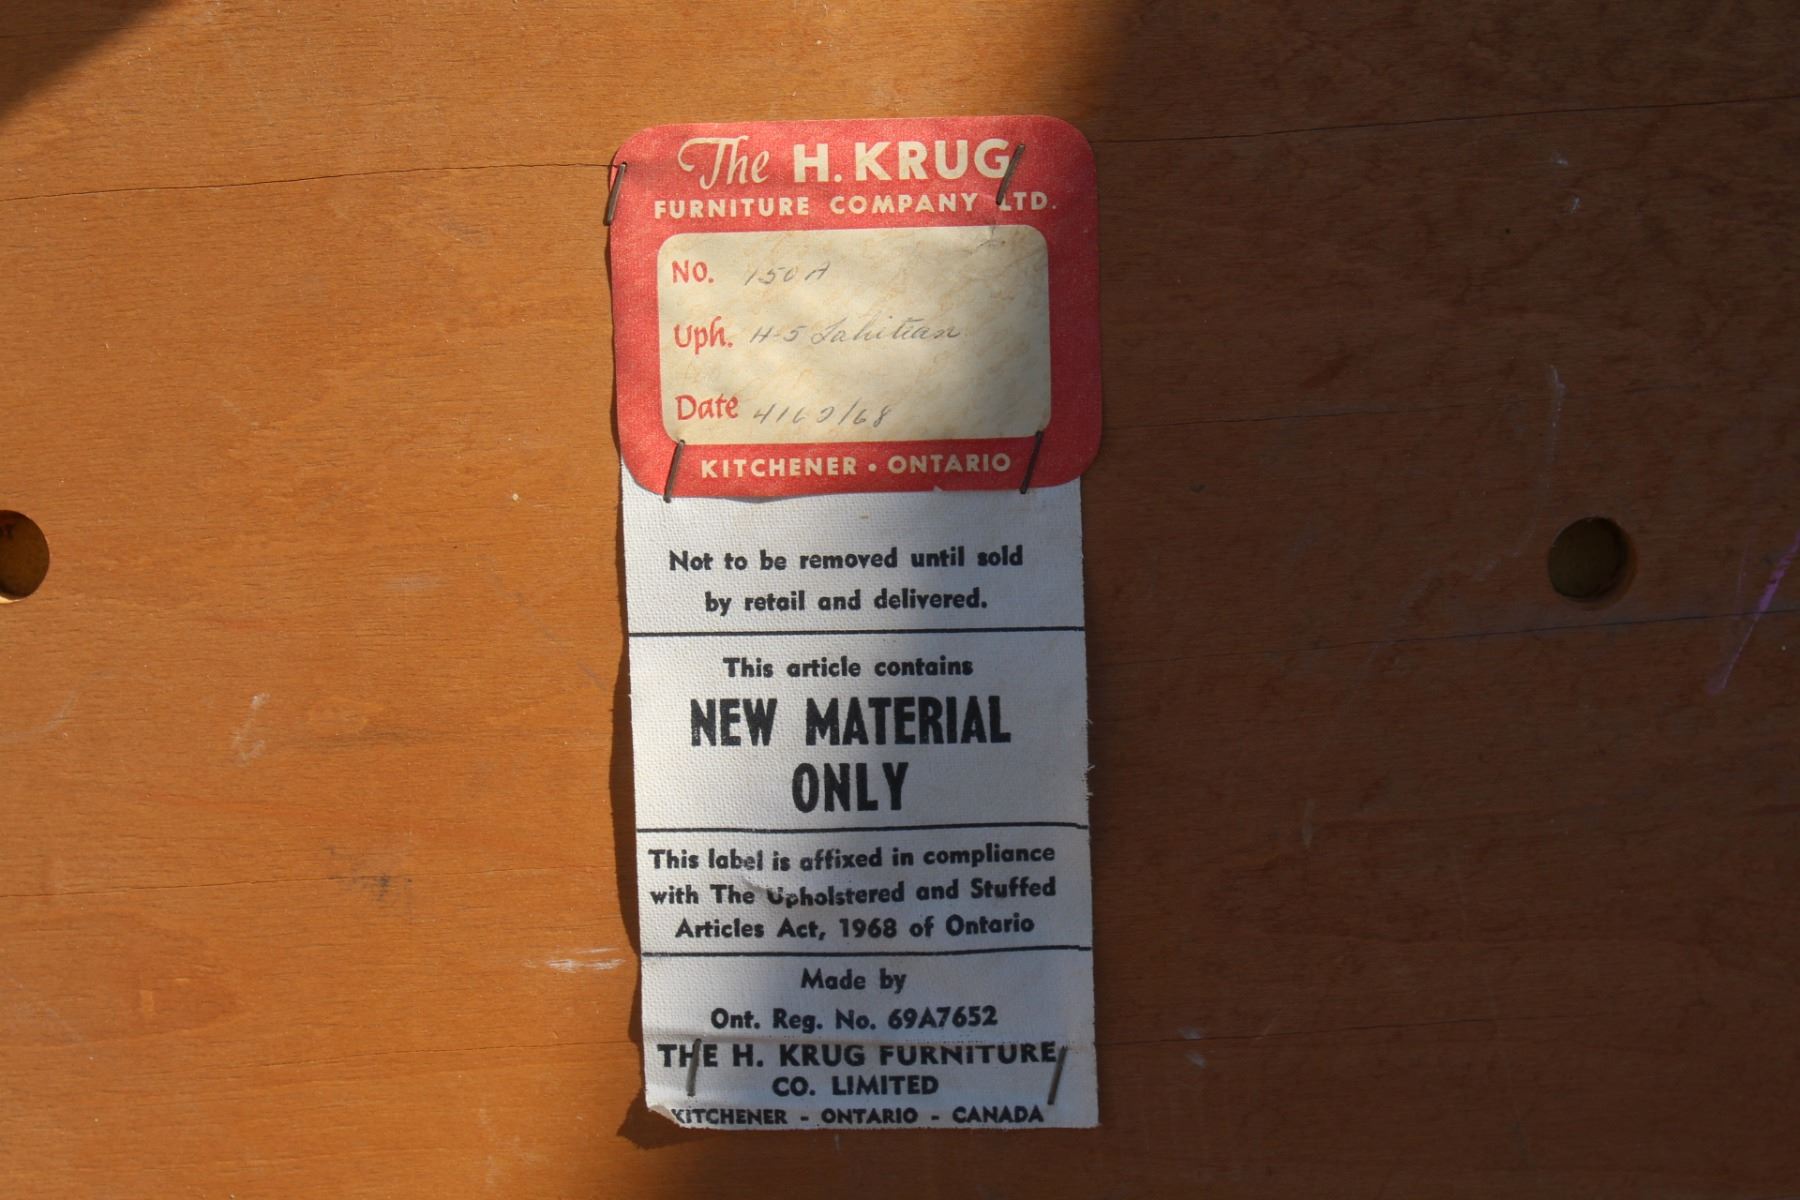 The H. KRUG
FURNITURE COMPANY LTD.
No. 150 A
Uph. H-5 Tahitian
Date
KITCHENER • ONTARIO
Not to be removed until sold
by retail and delivered.
This article contains
NEW MATERIAL
ONLY
This label is affixed in compliance
with The Upholstered and Stuffed
Articles Act, 1968 of Ontario
Made by
Ont. Reg. No. 69A7652
THE H. KRUG FURNITURE
CO. LIMITED
KITCHENER - ONTARIO - CANADA